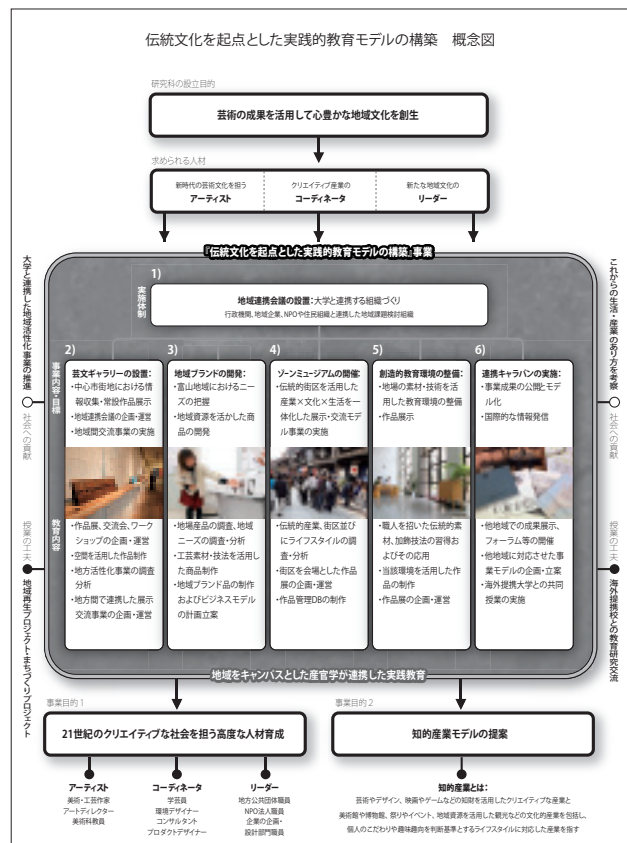 伝統文化を起点とした実践的教育モデルの構築　概念図
研究科の設立目的
芸術の成果を活用して心豊かな地域文化を創生
求められる人材
新時代の芸術文化を担う
アーティスト
クリエイティブ産業の
コーディネータ
新たな地域文化の
リーダー
『伝統文化を起点とした実践的教育モデルの構築』事業
大学と連携した地域活性化事業の推進
社会への貢献
授業の工夫
地域再生プロジェクト・まちづくりプロジェクト
これからの生活・産業のあり方を考察
社会への貢献
授業の工夫
海外提携校との教育研究交流
実施体制
1)
地域連携会議の設置:大学と連携する組織づくり
行政機関、地域企業、NPOや住民組織と連携した地域課題検討組織
事業内容・目標
教育内容
2)
芸文ギャラリーの設置:
・中心市街地における情
報収集・常設作品展示
・地域連携会議の企画・運営
・地域間交流事業の実施
・作品展、交流会、ワーク
ショップの企画・運営
・空間を活用した作品制作
・地方活性化事業の調査
分析
・地方間で連携した展示
交流事業の企画・運営
3)
地域ブランドの開発:
・富山地域におけるニー
ズの把握
・地域資源を活かした商
品の開発
・地場産品の調査、地域
ニーズの調査・分析
・工芸素材・技法を活用し
た商品制作
・地域ブランド品の制作
およびビジネスモデル
の計画立案
4)
ゾーンミュージアムの開催:
・伝統的街区を活用した
産業×文化×生活を一
体化した展示・交流モ
デル事業の実施
・伝統的産業、街区並び
にライフスタイルの調
査・分析
・街区を会場とした作品
展の企画・運営
・作品管理DBの制作
5)
創造的教育環境の整備:
・地場の素材・技術を活
用した教育環境の整備
・作品展示
・職人を招いた伝統的素
材、加飾技法の習得お
よびその応用
・当該環境を活用した作
品の制作
・作品展の企画・運営
6)
連携キャラバンの実施:
・事業成果の公開とモデ
ル化
・国際的な情報発信
・他地域での成果展示、
フォーラム等の開催
・他地域に対応させた事
業モデルの企画・立案
・海外提携大学との共同
授業の実施
地域をキャンパスとした産官学が連携した実践教育
事業目的1
21世紀のクリエイティブな社会を担う高度な人材育成
アーティスト
美術・工芸作家
アートディレクター
美術科教員
コーディネータ
学芸員
環境デザイナー
コンサルタント
プロダクトデザイナー
リーダー
地方公共団体職員
NPO法人職員
企業の企画・
設計部門職員
事業目的2
知的産業モデルの提案
知的産業とは:
芸術やデザイン、映画やゲームなどの知財を活用したクリエイティブな産業と
美術館や博物館、祭りやイベント、地域資源を活用した観光などの文化的産業を包括し、
個人のこだわりや趣味趣向を判断基準とするライフスタイルに対応した産業を指す